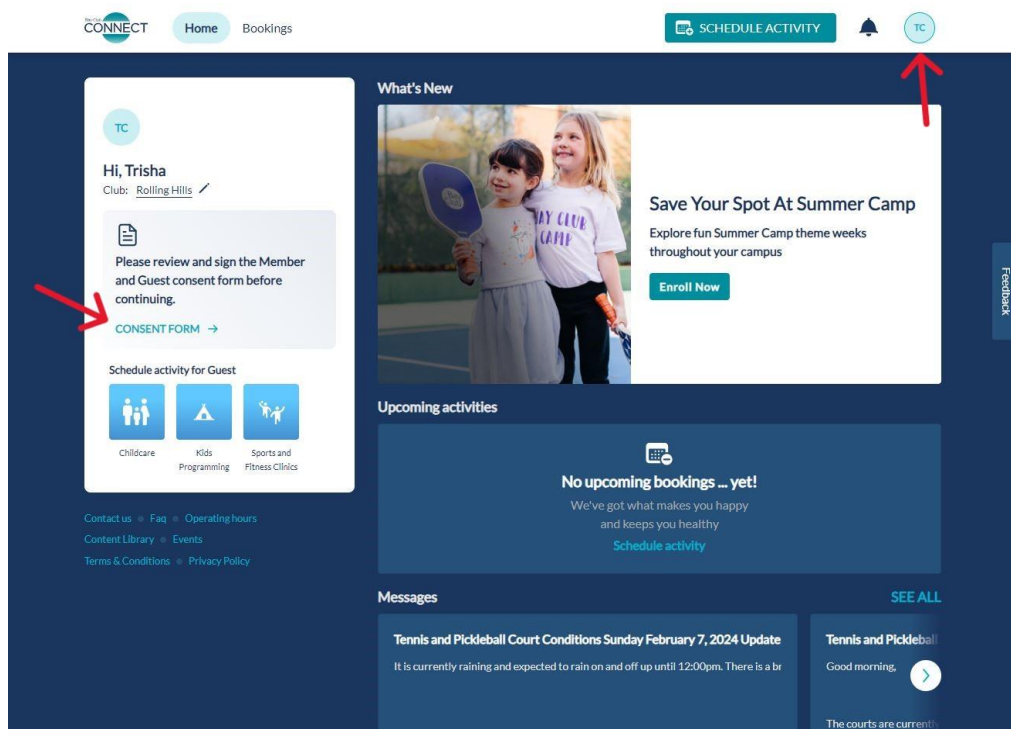 Bay Club
CONNECT
Home
Bookings
SCHEDULE ACTIVITY
TC
TC
Hi, Trisha
Club: Rolling Hills
Please review and sign the Member
and Guest consent form before
continuing.
CONSENT FORM →
Schedule activity for Guest
Childcare
Kids
Programming
Sports and
Fitness Clinics
Contact us
Faq
Operating hours
Content Library
Events
Terms & Conditions
Privacy Policy
What's New
AY CLUB
CAMP
Save Your Spot At Summer Camp
Explore fun Summer Camp theme weeks
throughout your campus
Enroll Now
Upcoming activities
No upcoming bookings ... yet!
We've got what makes you happy
and keeps you healthy
Schedule activity
Messages
SEE ALL
Tennis and Pickleball Court Conditions Sunday February 7, 2024 Update
It is currently raining and expected to rain on and off up until 12:00pm. There is a br
Tennis and Pickleball
Good morning,
The courts are currently
Feedback